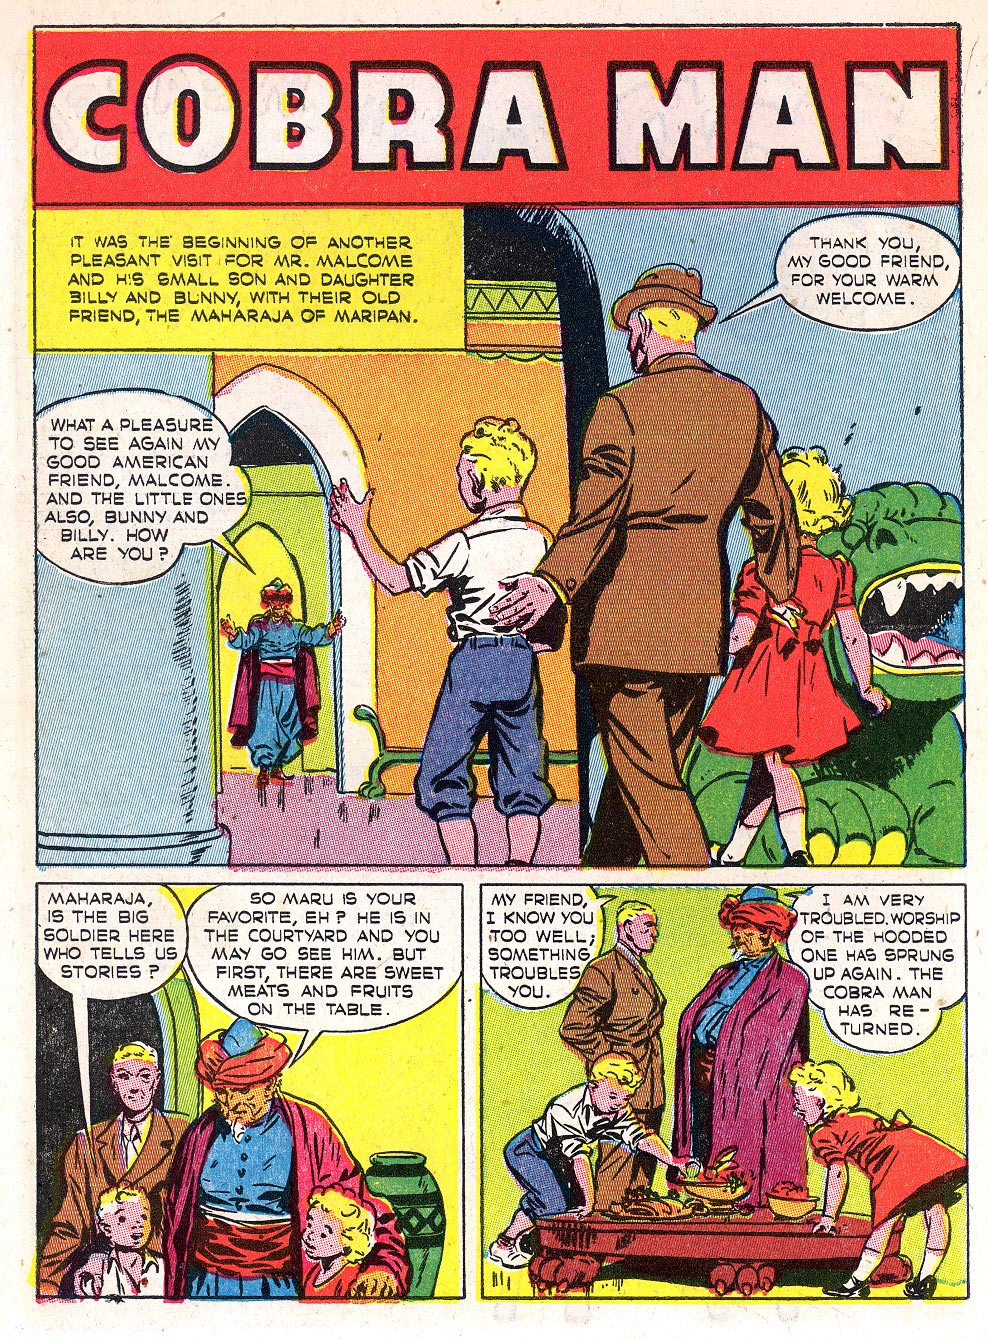 COBRA MAN
IT WAS THE BEGINNING OF ANOTHER
PLEASANT VISIT FOR MR. MALCOME
AND HIS SMALL SON AND DAUGHTER
BILLY AND BUNNY, WITH THEIR OLD
FRIEND, THE MAHARAJA OF MARIPAN.
THANK YOU,
MY GOOD FRIEND,
FOR YOUR WARM
WELCOME.
WHAT A PLEASURE
TO SEE AGAIN MY
GOOD AMERICAN
FRIEND, MALCOME.
AND THE LITTLE ONES
ALSO, BUNNY AND
BILLY. HOW
ARE YOU?
MAHARAJA,
IS THE BIG
SOLDIER HERE
WHO TELLS US
STORIES?
SO MARU IS YOUR
FAVORITE, EH? HE IS IN
THE COURTYARD AND YOU
MAY GO SEE HIM. BUT
FIRST, THERE ARE SWEET
MEATS AND FRUITS
ON THE TABLE.
MY FRIEND,
I KNOW YOU
TOO WELL;
SOMETHING
TROUBLES
YOU.
I AM VERY
TROUBLED. WORSHIP
OF THE HOODED
ONE HAS SPRUNG
UP AGAIN. THE
COBRA MAN
HAS RE-
TURNED.